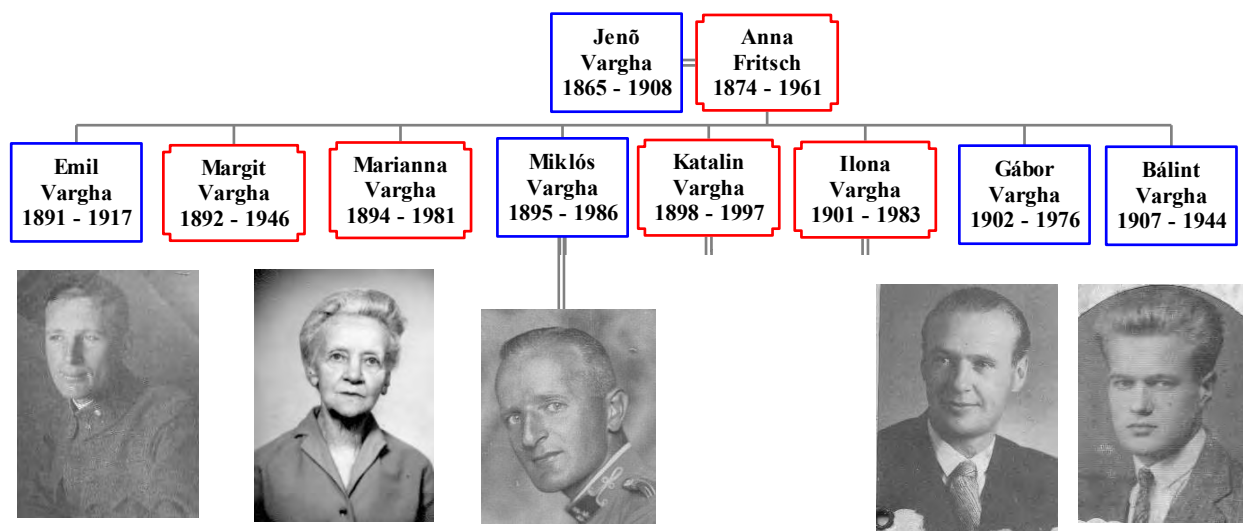 Jenõ
Vargha
1865 - 1908
Anna
Fritsch
1874 - 1961
Emil
Vargha
1891 - 1917
Margit
Vargha
1892 - 1946
Marianna
Vargha
1894 - 1981
Miklós
Vargha
1895 - 1986
Katalin
Vargha
1898 - 1997
Ilona
Vargha
1901 - 1983
Gábor
Vargha
1902 - 1976
Bálint
Vargha
1907 - 1944